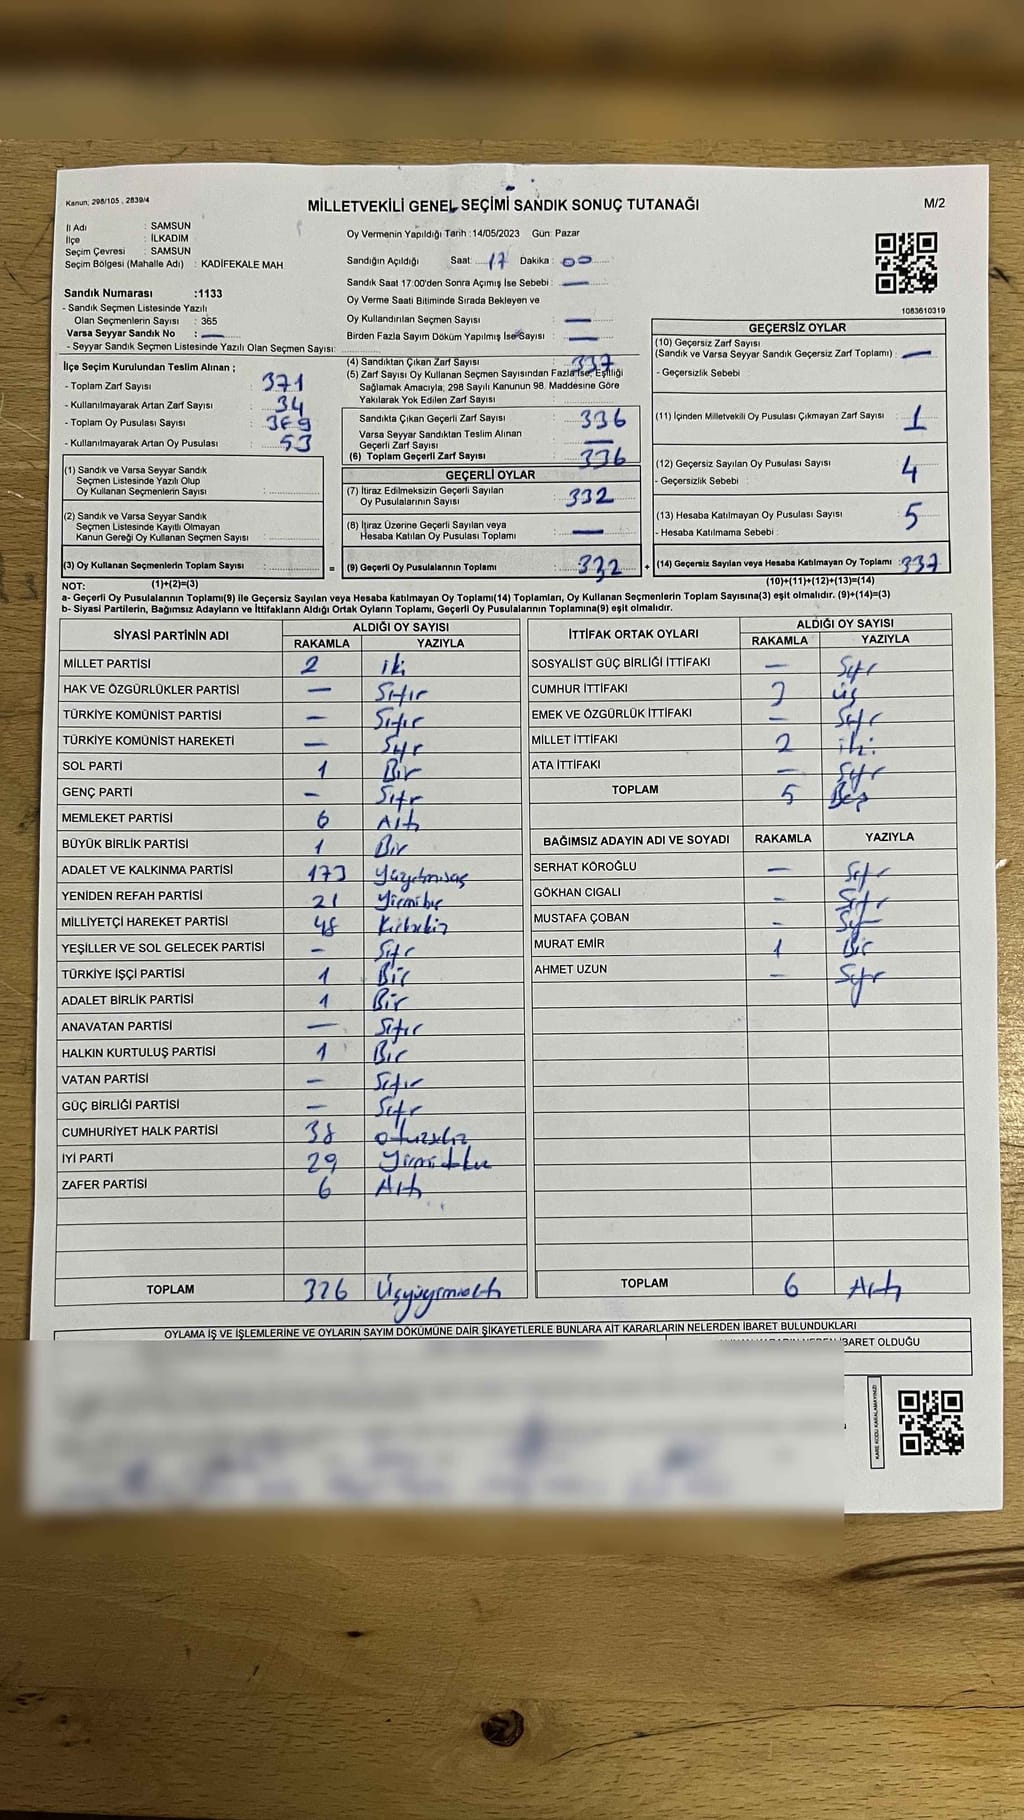 Kanun; 298/105 , 2839/4
MİLLETVEKİLİ GENEL SEÇİMİ SANDIK SONUÇ TUTANAĞI
M/2
İl Adı : SAMSUN
İlçe : İLKADIM
Seçim Çevresi : SAMSUN
Seçim Bölgesi (Mahalle Adı) : KADİFEKALE MAH
Sandık Numarası :1133
- Sandık Seçmen Listesinde Yazılı
Olan Seçmenlerin Sayısı : 365
Varsa Seyyar Sandık No : —
- Seyyar Sandık Seçmen Listesinde Yazılı Olan Seçmen Sayısı:
Oy Vermenin Yapıldığı Tarih :14/05/2023 Gün: Pazar
Sandığın Açıldığı Saat: 17 Dakika: 00
Sandık Saat 17:00'den Sonra Açımış İse Sebebi : —
Oy Verme Saati Bitiminde Sırada Bekleyen ve
Oy Kullandırılan Seçmen Sayısı —
Birden Fazla Sayım Döküm Yapılmış İse Sayısı : —
1083610319
İlçe Seçim Kurulundan Teslim Alınan ;
- Toplam Zarf Sayısı : 371
- Kullanılmayarak Artan Zarf Sayısı : 34
- Toplam Oy Pusulası Sayısı : 389
- Kullanılmayarak Artan Oy Pusulası : 53
(1) Sandık ve Varsa Seyyar Sandık
Seçmen Listesinde Yazılı Olup
Oy Kullanan Seçmenlerin Sayısı :
(2) Sandık ve Varsa Seyyar Sandık
Seçmen Listesinde Kayıtlı Olmayan
Kanun Gereği Oy Kullanan Seçmen Sayısı :
(3) Oy Kullanan Seçmenlerin Toplam Sayısı :
(4) Sandıktan Çıkan Zarf Sayısı : 337
(5) Zarf Sayısı Oy Kullanan Seçmen Sayısından Fazla ise, Eşitliği
Sağlamak Amacıyla; 298 Sayılı Kanunun 98. Maddesine Göre
Yakılarak Yok Edilen Zarf Sayısı :
Sandıkta Çıkan Geçerli Zarf Sayısı : 336
Varsa Seyyar Sandıktan Teslim Alınan
Geçerli Zarf Sayısı : —
(6) Toplam Geçerli Zarf Sayısı : 336
GEÇERLİ OYLAR
(7) İtiraz Edilmeksizin Geçerli Sayılan
Oy Pusulalarının Sayısı : 332
(8) İtiraz Üzerine Geçerli Sayılan veya
Hesaba Katılan Oy Pusulası Toplamı : —
= (9) Geçerli Oy Pusulalarının Toplamı : 332
GEÇERSİZ OYLAR
(10) Geçersiz Zarf Sayısı
(Sandık ve Varsa Seyyar Sandık Geçersiz Zarf Toplamı) : —
- Geçersizlik Sebebi :
(11) İçinden Milletvekili Oy Pusulası Çıkmayan Zarf Sayısı : 1
(12) Geçersiz Sayılan Oy Pusulası Sayısı : 4
- Geçersizlik Sebebi :
(13) Hesaba Katılmayan Oy Pusulası Sayısı : 5
- Hesaba Katılmama Sebebi :
+ (14) Geçersiz Sayılan veya Hesaba Katılmayan Oy Toplamı : 337
NOT: (1)+(2)=(3)
(10)+(11)+(12)+(13)=(14)
a- Geçerli Oy Pusulalarının Toplamı(9) ile Geçersiz Sayılan veya Hesaba katılmayan Oy Toplamı(14) Toplamları, Oy Kullanan Seçmenlerin Toplam Sayısına(3) eşit olmalıdır. (9)+(14)=(3)
b- Siyasi Partilerin, Bağımsız Adayların ve İttifakların Aldığı Ortak Oyların Toplamı, Geçerli Oy Pusulalarının Toplamına(9) eşit olmalıdır.
SİYASİ PARTİNİN ADI ALDIĞI OY SAYISI
RAKAMLA YAZIYLA
MİLLET PARTİSİ 2 iki
HAK VE ÖZGÜRLÜKLER PARTİSİ — Sıfır
TÜRKİYE KOMÜNİST PARTİSİ — Sıfır
TÜRKİYE KOMÜNİST HAREKETİ — Sıfır
SOL PARTİ 1 Bir
GENÇ PARTİ — Sıfır
MEMLEKET PARTİSİ 6 Altı
BÜYÜK BİRLİK PARTİSİ 1 Bir
ADALET VE KALKINMA PARTİSİ 173 Yüzyetmişüç
YENİDEN REFAH PARTİSİ 21 Yirmibir
MİLLİYETÇİ HAREKET PARTİSİ 48 Kırksekiz
YEŞİLLER VE SOL GELECEK PARTİSİ — Sıfır
TÜRKİYE İŞÇİ PARTİSİ 1 Bir
ADALET BİRLİK PARTİSİ 1 Bir
ANAVATAN PARTİSİ — Sıfır
HALKIN KURTULUŞ PARTİSİ 1 Bir
VATAN PARTİSİ — Sıfır
GÜÇ BİRLİĞİ PARTİSİ — Sıfır
CUMHURİYET HALK PARTİSİ 38 otuzsekiz
İYİ PARTİ 29 Yirmidokuz
ZAFER PARTİSİ 6 Altı
TOPLAM 326 Üçyüzyirmialtı
İTTİFAK ORTAK OYLARI ALDIĞI OY SAYISI
RAKAMLA YAZIYLA
SOSYALİST GÜÇ BİRLİĞİ İTTİFAKI — Sıfır
CUMHUR İTTİFAKI 3 üç
EMEK VE ÖZGÜRLÜK İTTİFAKI — Sıfır
MİLLET İTTİFAKI 2 iki
ATA İTTİFAKI — Sıfır
TOPLAM 5 Beş
BAĞIMSIZ ADAYIN ADI VE SOYADI RAKAMLA YAZIYLA
SERHAT KÖROĞLU — Sıfır
GÖKHAN CIGALI — Sıfır
MUSTAFA ÇOBAN — Sıfır
MURAT EMİR 1 Bir
AHMET UZUN — Sıfır
TOPLAM 6 Altı
OYLAMA İŞ VE İŞLEMLERİNE VE OYLARIN SAYIM DÖKÜMÜNE DAİR ŞİKAYETLERLE BUNLARA AİT KARARLARIN NELERDEN İBARET BULUNDUKLARI
İBARET OLDUĞU
KARE KODU KARALAMAYINIZ!